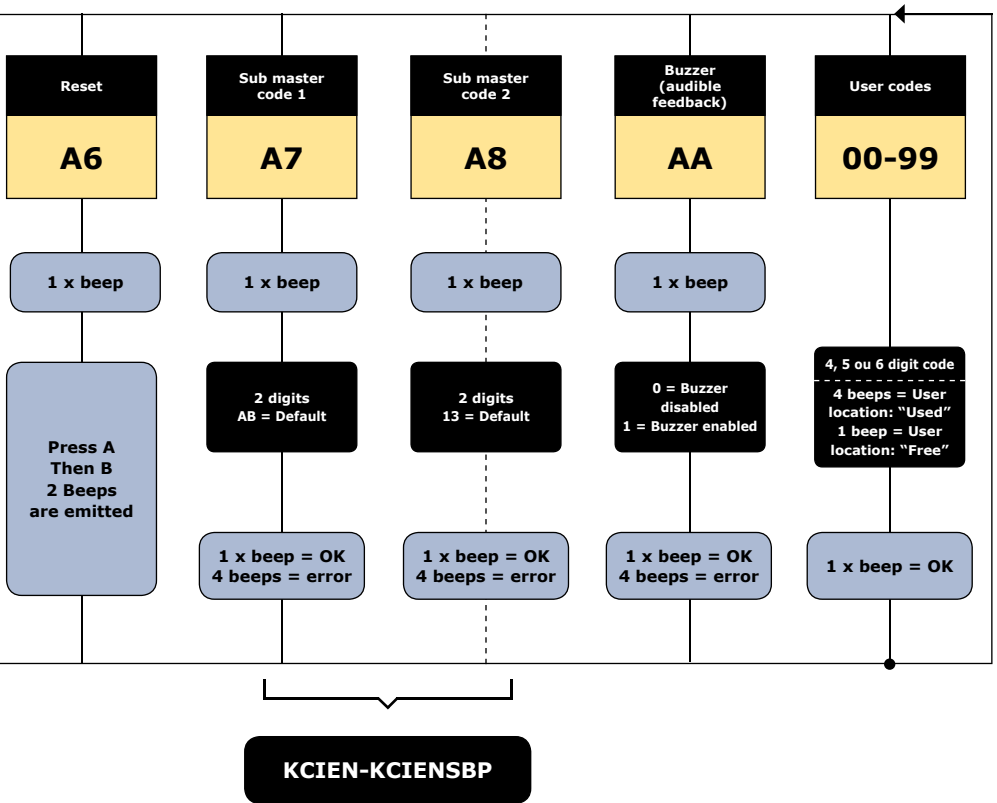 Reset
A6
1 x beep
Press A
Then B
2 Beeps
are emitted
Sub master
code 1
A7
1 x beep
2 digits
AB = Default
1 x beep = OK
4 beeps = error
Sub master
code 2
A8
1 x beep
2 digits
13 = Default
1 x beep = OK
4 beeps = error
Buzzer
(audible
feedback)
AA
1 x beep
0 = Buzzer
disabled
1 = Buzzer enabled
1 x beep = OK
4 beeps = error
User codes
00-99
4, 5 ou 6 digit code
4 beeps = User
location: “Used”
1 beep = User
location: “Free”
1 x beep = OK
KCIEN-KCIENSBP